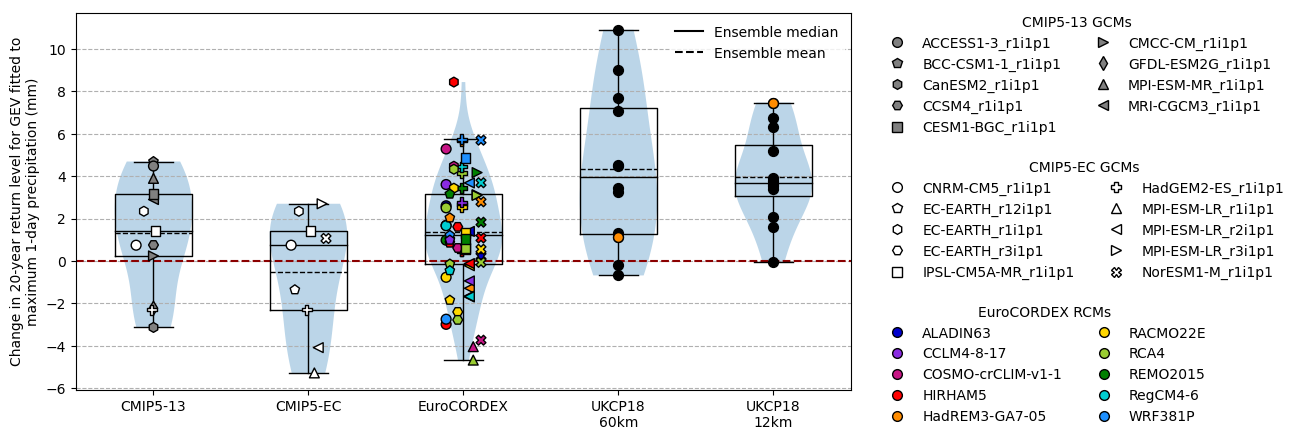 Change in 20-year return level for GEV fitted to
maximum 1-day precipitation (mm)
10
8
6
4
2
0
−2
−4
−6
Ensemble median
Ensemble mean
CMIP5-13
CMIP5-EC
EuroCORDEX
UKCP18
60km
UKCP18
12km
CMIP5-13 GCMs
ACCESS1-3_r1i1p1
BCC-CSM1-1_r1i1p1
CanESM2_r1i1p1
CCSM4_r1i1p1
CESM1-BGC_r1i1p1
CMCC-CM_r1i1p1
GFDL-ESM2G_r1i1p1
MPI-ESM-MR_r1i1p1
MRI-CGCM3_r1i1p1
CMIP5-EC GCMs
CNRM-CM5_r1i1p1
EC-EARTH_r12i1p1
EC-EARTH_r1i1p1
EC-EARTH_r3i1p1
IPSL-CM5A-MR_r1i1p1
HadGEM2-ES_r1i1p1
MPI-ESM-LR_r1i1p1
MPI-ESM-LR_r2i1p1
MPI-ESM-LR_r3i1p1
NorESM1-M_r1i1p1
EuroCORDEX RCMs
ALADIN63
CCLM4-8-17
COSMO-crCLIM-v1-1
HIRHAM5
HadREM3-GA7-05
RACMO22E
RCA4
REMO2015
RegCM4-6
WRF381P